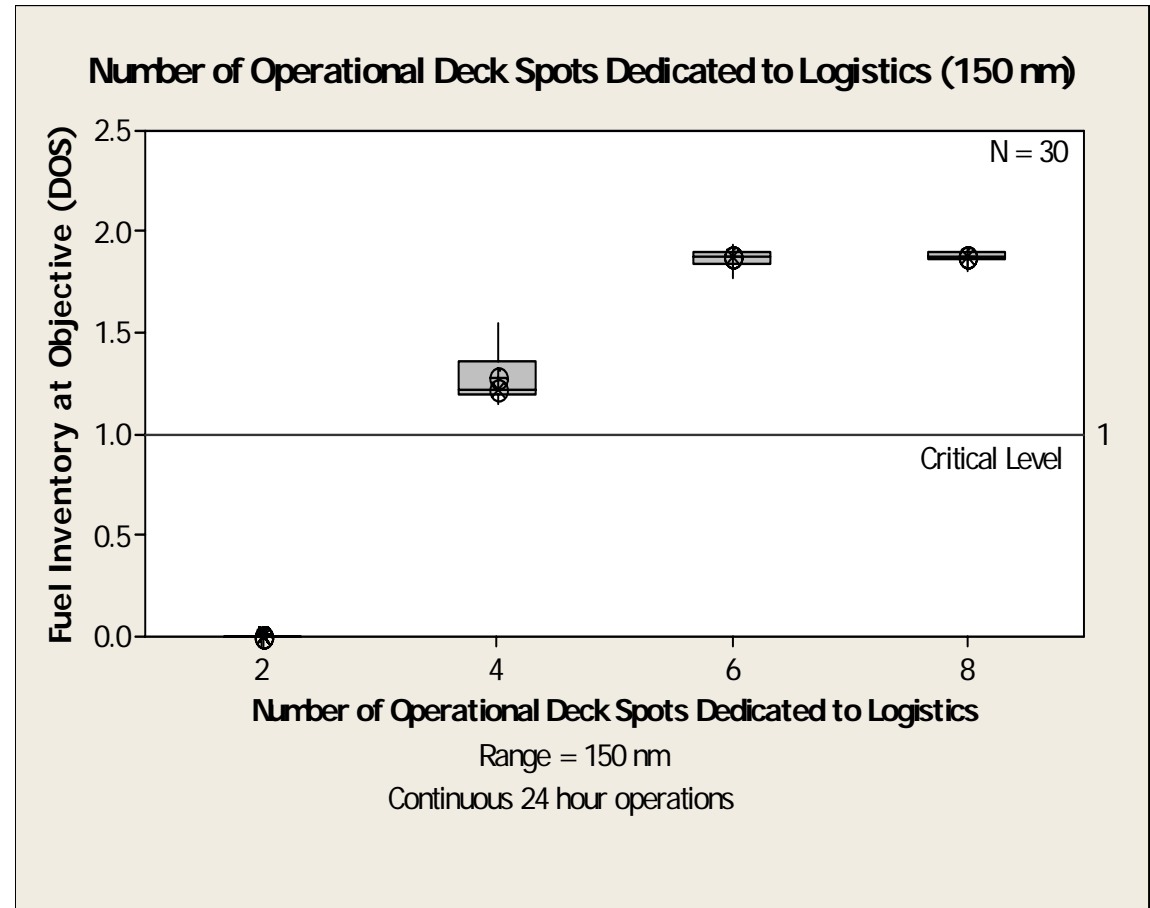 Number of Operational Deck Spots Dedicated to Logistics (150 nm)
Fuel Inventory at Objective (DOS)
2.5
2.0
1.5
1.0
0.5
0.0
N = 30
1
Critical Level
2 4 6 8
Number of Operational Deck Spots Dedicated to Logistics
Range = 150 nm
Continuous 24 hour operations